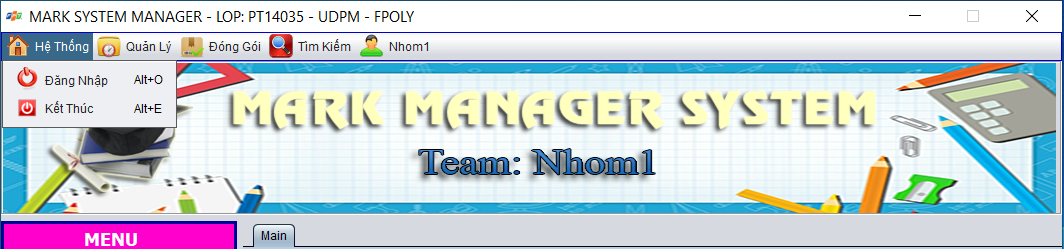 MARK SYSTEM MANAGER - LOP: PT14035 - UDPM - FPOLY
Hệ Thống Quản Lý Đóng Gói Tìm Kiếm Nhom1
Đăng Nhập Alt+O
Kết Thúc Alt+E
MARK MANAGER SYSTEM
Team: Nhom1
MENU
Main